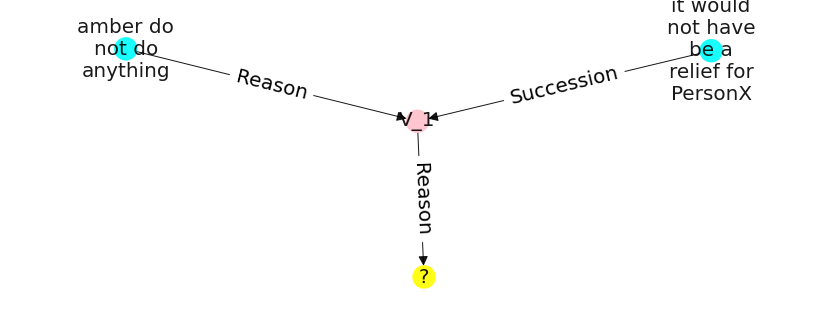 amber do
not do
anything
it would
not have
be a
relief for
PersonX
Reason
Succession
V_1
Reason
?